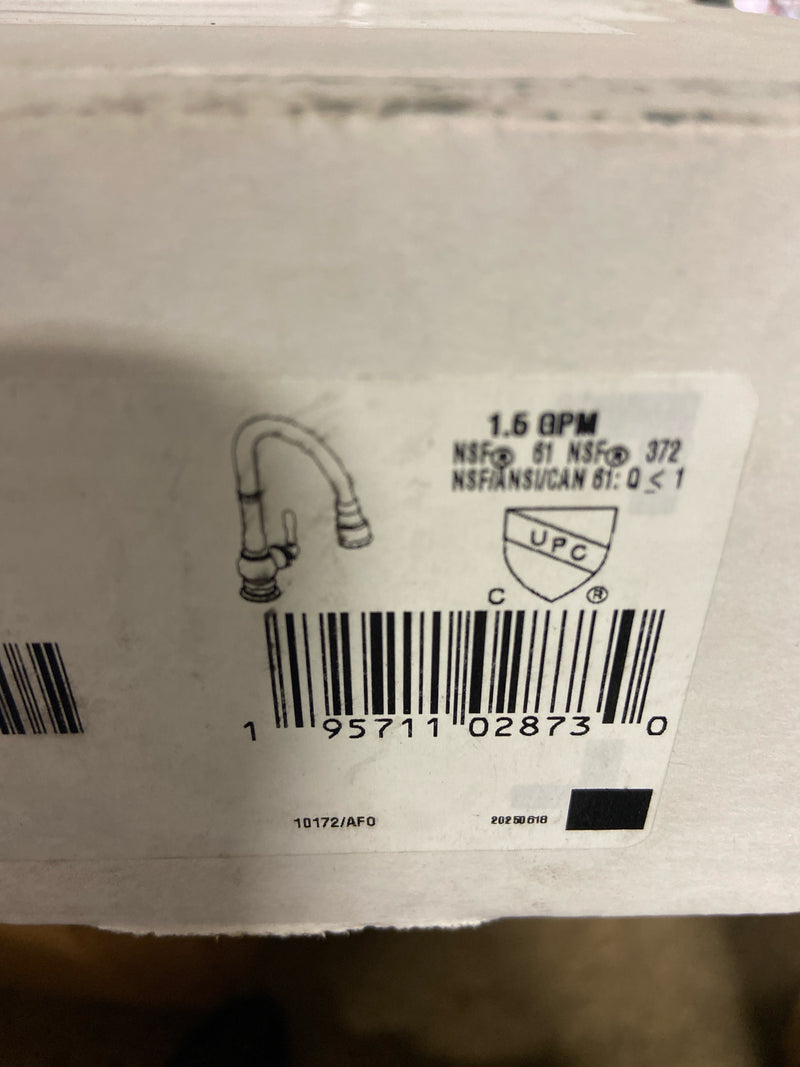 1.5 GPM
NSF® 61 NSF® 372
NSF/ANSI/CAN 61: Q ≤ 1
UPC
C ®
1 95711 02873 0
10172/AF0
20250618